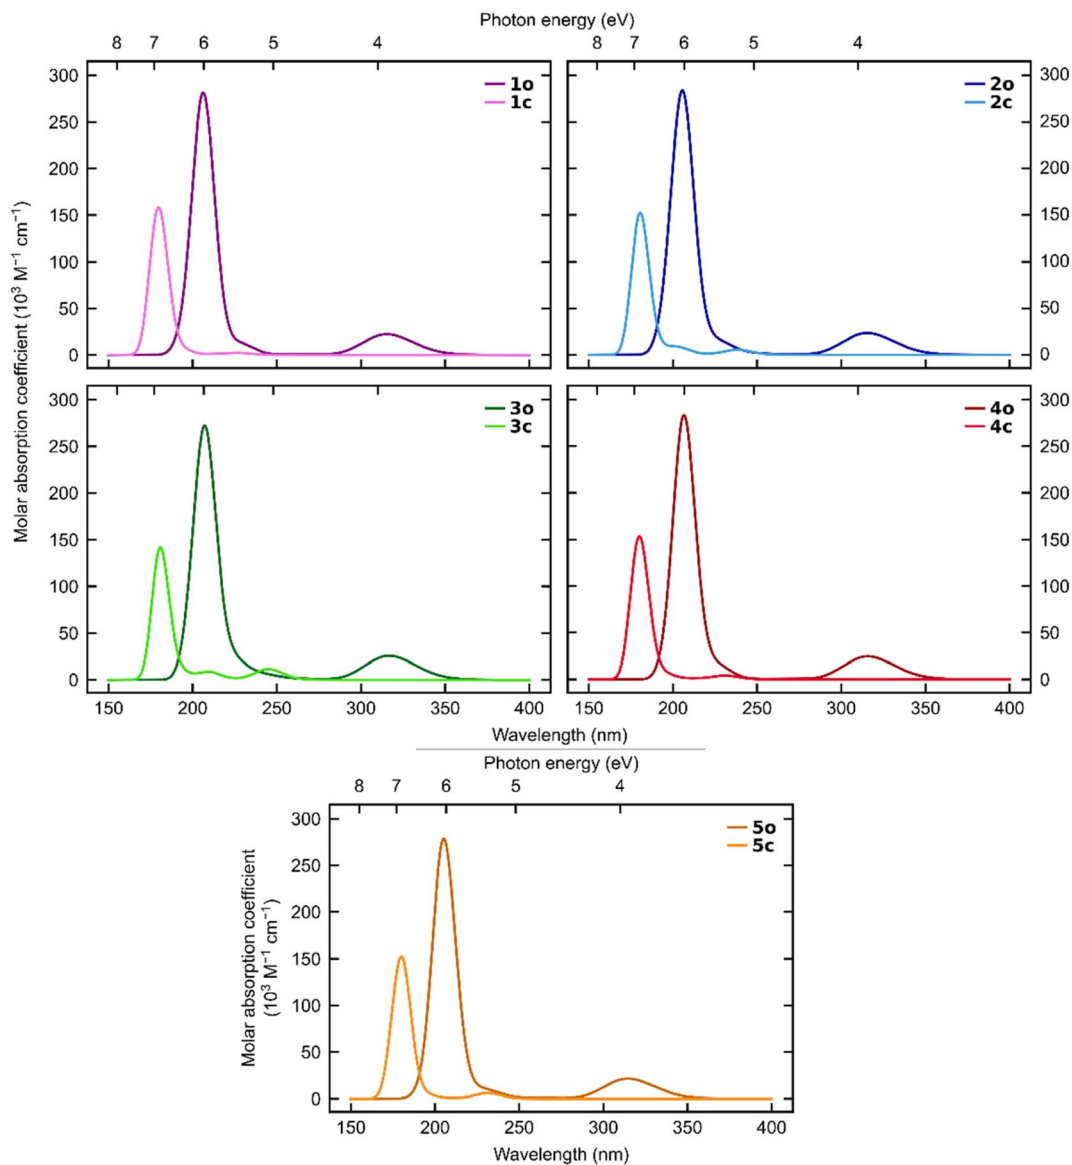 Photon energy (eV)
8 7 6 5 4
8 7 6 5 4
300
250
200
150
100
50
0
1o
1c
2o
2c
300
250
200
150
100
50
0
Molar absorption coefficient (10³ M⁻¹ cm⁻¹)
300
250
200
150
100
50
0
3o
3c
4o
4c
300
250
200
150
100
50
0
150 200 250 300 350 400
150 200 250 300 350 400
Wavelength (nm)
Wavelength (nm)
Photon energy (eV)
8 7 6 5 4
Molar absorption coefficient
(10³ M⁻¹ cm⁻¹)
300
250
200
150
100
50
0
5o
5c
150 200 250 300 350 400
Wavelength (nm)